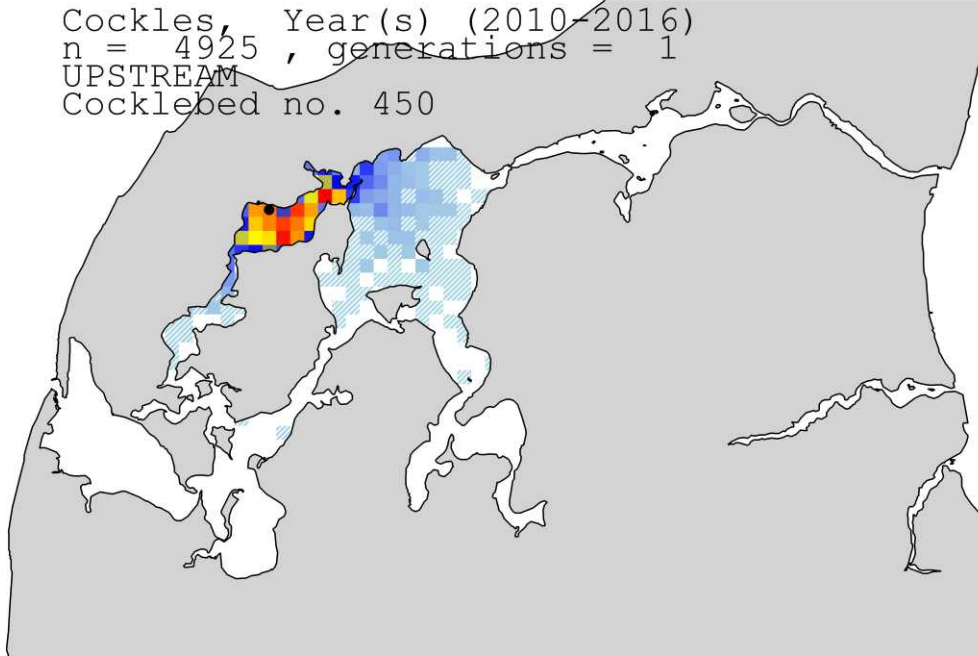 Cockles, Year(s) (2010-2016)
n = 4925 , generations = 1
UPSTREAM
Cocklebed no. 450